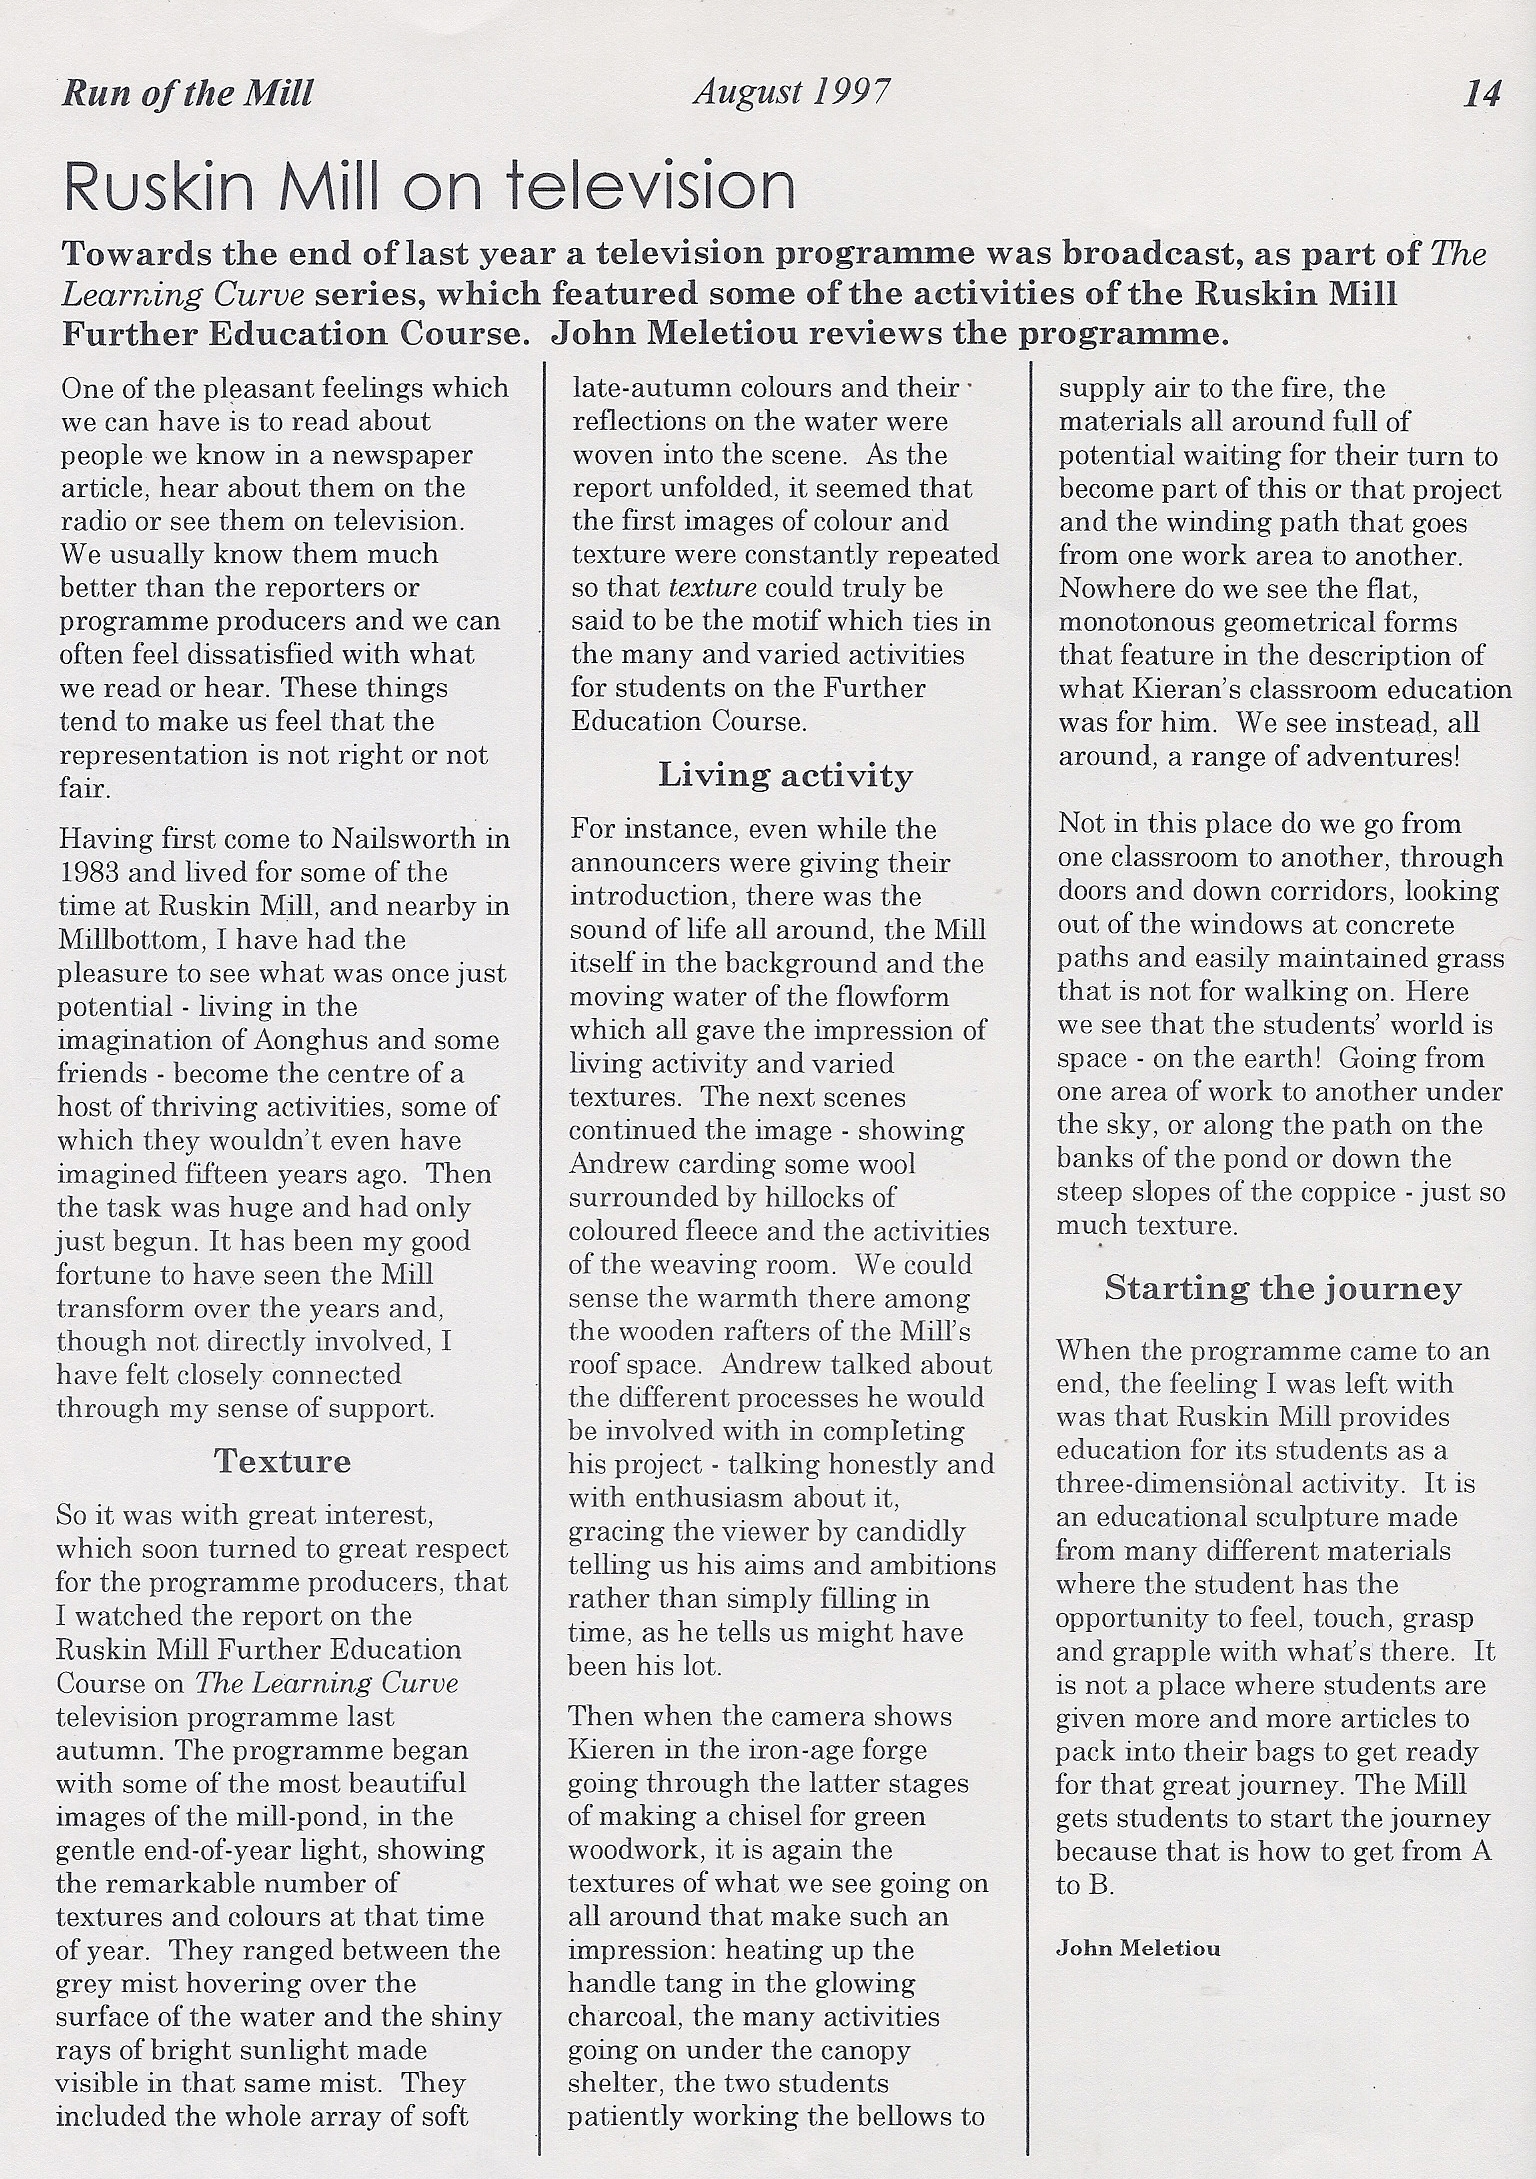 Run of the Mill August 1997 14
Ruskin Mill on television
Towards the end of last year a television programme was broadcast, as part of The
Learning Curve series, which featured some of the activities of the Ruskin Mill
Further Education Course. John Meletiou reviews the programme.
One of the pleasant feelings which
we can have is to read about
people we know in a newspaper
article, hear about them on the
radio or see them on television.
We usually know them much
better than the reporters or
programme producers and we can
often feel dissatisfied with what
we read or hear. These things
tend to make us feel that the
representation is not right or not
fair.
Having first come to Nailsworth in
1983 and lived for some of the
time at Ruskin Mill, and nearby in
Millbottom, I have had the
pleasure to see what was once just
potential - living in the
imagination of Aonghus and some
friends - become the centre of a
host of thriving activities, some of
which they wouldn't even have
imagined fifteen years ago. Then
the task was huge and had only
just begun. It has been my good
fortune to have seen the Mill
transform over the years and,
though not directly involved, I
have felt closely connected
through my sense of support.
Texture
So it was with great interest,
which soon turned to great respect
for the programme producers, that
I watched the report on the
Ruskin Mill Further Education
Course on The Learning Curve
television programme last
autumn. The programme began
with some of the most beautiful
images of the mill-pond, in the
gentle end-of-year light, showing
the remarkable number of
textures and colours at that time
of year. They ranged between the
grey mist hovering over the
surface of the water and the shiny
rays of bright sunlight made
visible in that same mist. They
included the whole array of soft
late-autumn colours and their
reflections on the water were
woven into the scene. As the
report unfolded, it seemed that
the first images of colour and
texture were constantly repeated
so that texture could truly be
said to be the motif which ties in
the many and varied activities
for students on the Further
Education Course.
Living activity
For instance, even while the
announcers were giving their
introduction, there was the
sound of life all around, the Mill
itself in the background and the
moving water of the flowform
which all gave the impression of
living activity and varied
textures. The next scenes
continued the image - showing
Andrew carding some wool
surrounded by hillocks of
coloured fleece and the activities
of the weaving room. We could
sense the warmth there among
the wooden rafters of the Mill's
roof space. Andrew talked about
the different processes he would
be involved with in completing
his project - talking honestly and
with enthusiasm about it,
gracing the viewer by candidly
telling us his aims and ambitions
rather than simply filling in
time, as he tells us might have
been his lot.
Then when the camera shows
Kieren in the iron-age forge
going through the latter stages
of making a chisel for green
woodwork, it is again the
textures of what we see going on
all around that make such an
impression: heating up the
handle tang in the glowing
charcoal, the many activities
going on under the canopy
shelter, the two students
patiently working the bellows to
supply air to the fire, the
materials all around full of
potential waiting for their turn to
become part of this or that project
and the winding path that goes
from one work area to another.
Nowhere do we see the flat,
monotonous geometrical forms
that feature in the description of
what Kieran's classroom education
was for him. We see instead, all
around, a range of adventures!
Not in this place do we go from
one classroom to another, through
doors and down corridors, looking
out of the windows at concrete
paths and easily maintained grass
that is not for walking on. Here
we see that the students' world is
space - on the earth! Going from
one area of work to another under
the sky, or along the path on the
banks of the pond or down the
steep slopes of the coppice - just so
much texture.
Starting the journey
When the programme came to an
end, the feeling I was left with
was that Ruskin Mill provides
education for its students as a
three-dimensional activity. It is
an educational sculpture made
from many different materials
where the student has the
opportunity to feel, touch, grasp
and grapple with what's there. It
is not a place where students are
given more and more articles to
pack into their bags to get ready
for that great journey. The Mill
gets students to start the journey
because that is how to get from A
to B.
John Meletiou